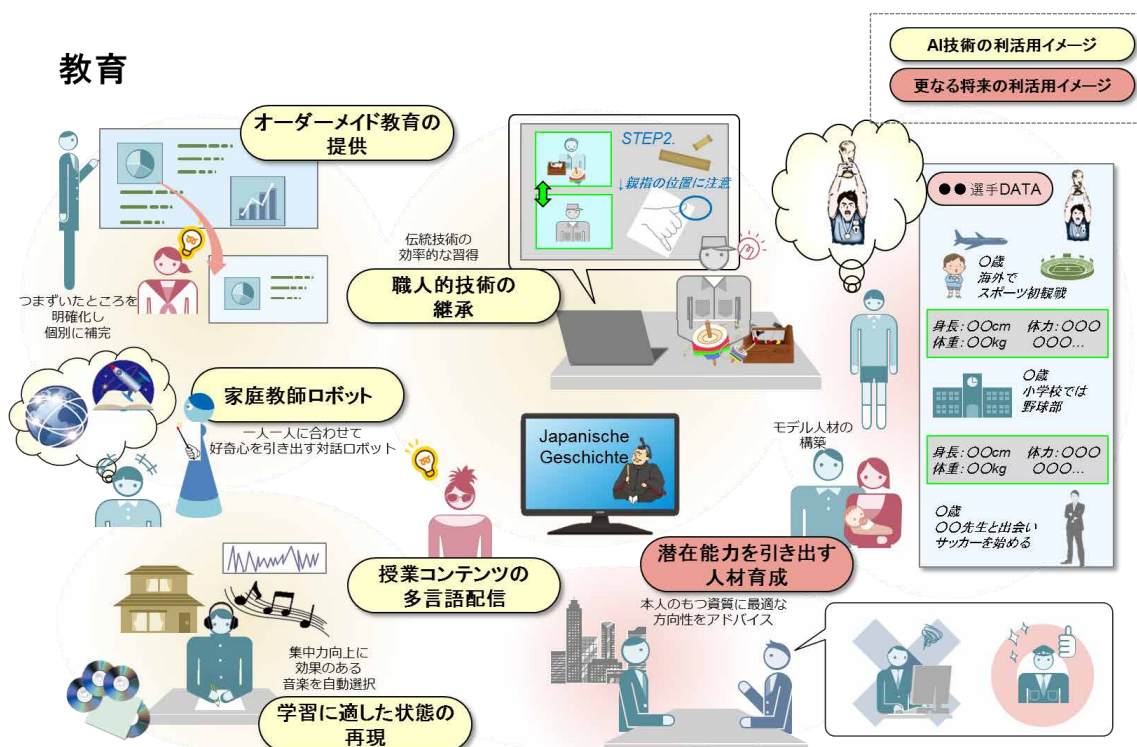 教育
AI技術の利活用イメージ
更なる将来の利活用イメージ
オーダーメイド教育の
提供
つまずいたところを
明確化し
個別に補完
STEP2.
↓親指の位置に注意
伝統技術の
効率的な習得
職人的技術の
継承
●●選手DATA
〇歳
海外で
スポーツ初観戦
身長：〇〇cm 体力：〇〇〇
体重：〇〇kg 〇〇〇…
〇歳
小学校では
野球部
身長：〇〇cm 体力：〇〇〇
体重：〇〇kg 〇〇〇…
〇歳
〇〇先生と出会い
サッカーを始める
モデル人材の
構築
家庭教師ロボット
一人一人に合わせて
好奇心を引き出す対話ロボット
Japanische
Geschichte
授業コンテンツの
多言語配信
潜在能力を引き出す
人材育成
本人のもつ資質に最適な
方向性をアドバイス
集中力向上に
効果のある
音楽を自動選択
学習に適した状態の
再現